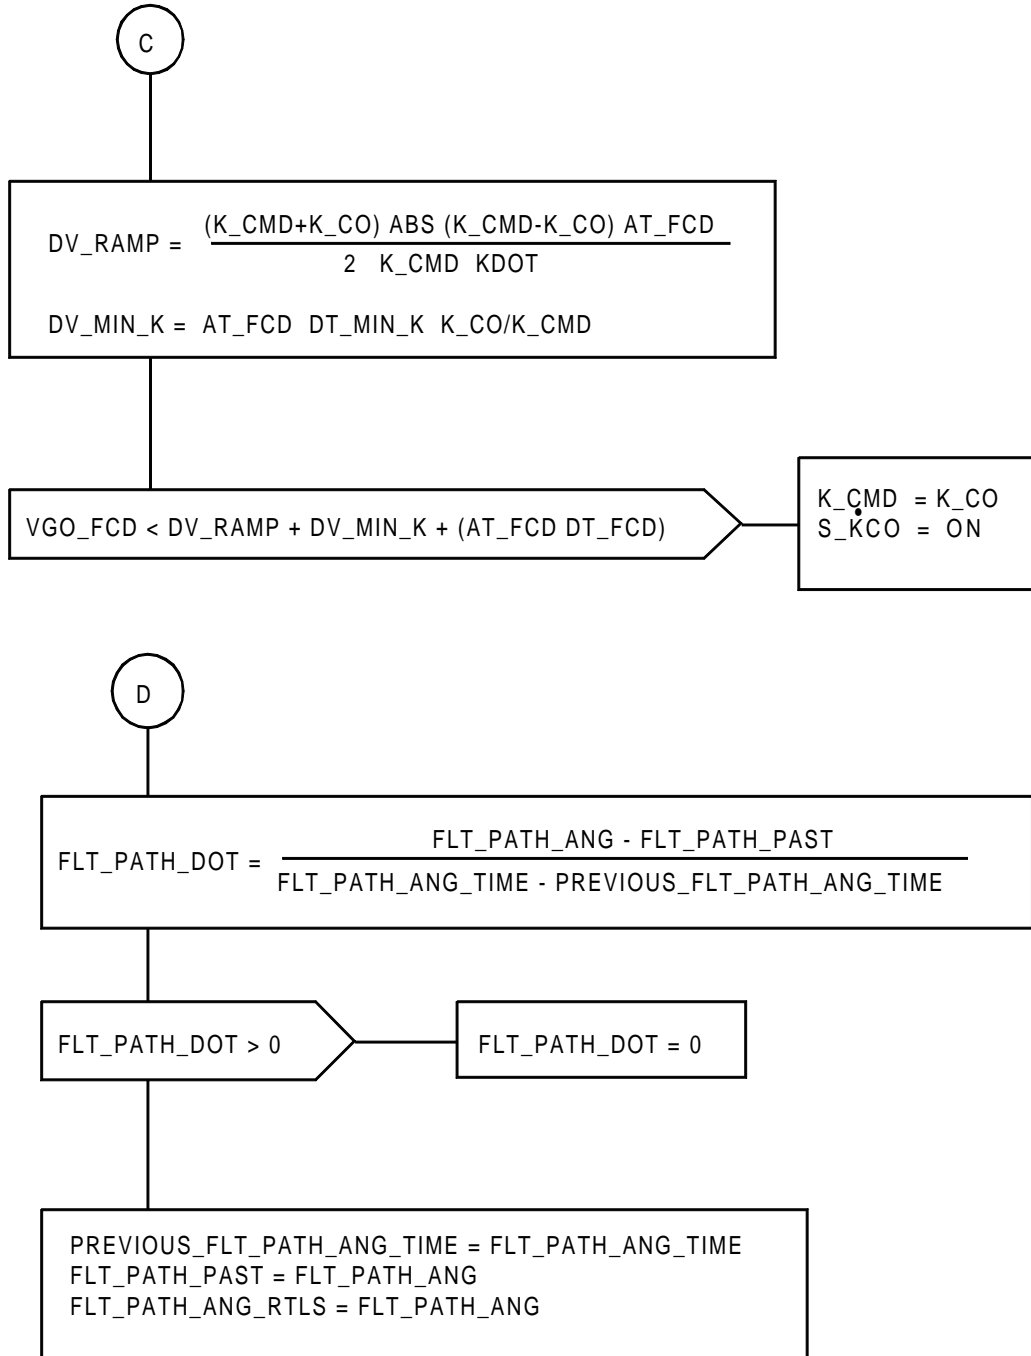 C
DV_RAMP = (K_CMD+K_CO) ABS (K_CMD-K_CO) AT_FCD
2 K_CMD KDOT
DV_MIN_K = AT_FCD DT_MIN_K K_CO/K_CMD
VGO_FCD < DV_RAMP + DV_MIN_K + (AT_FCD DT_FCD)
K_CMD = K_CO
S_K̇CO = ON
D
FLT_PATH_DOT = FLT_PATH_ANG - FLT_PATH_PAST
FLT_PATH_ANG_TIME - PREVIOUS_FLT_PATH_ANG_TIME
FLT_PATH_DOT > 0
FLT_PATH_DOT = 0
PREVIOUS_FLT_PATH_ANG_TIME = FLT_PATH_ANG_TIME
FLT_PATH_PAST = FLT_PATH_ANG
FLT_PATH_ANG_RTLS = FLT_PATH_ANG